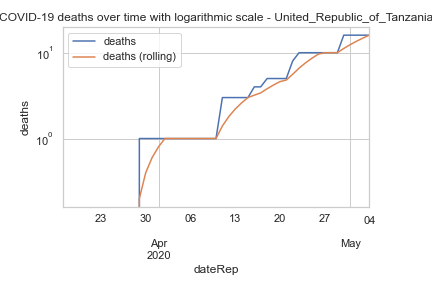 COVID-19 deaths over time with logarithmic scale - United_Republic_of_Tanzania
deaths
deaths (rolling)
10¹
10⁰
deaths
23 30 06 13 20 27 04
Apr May
2020
dateRep